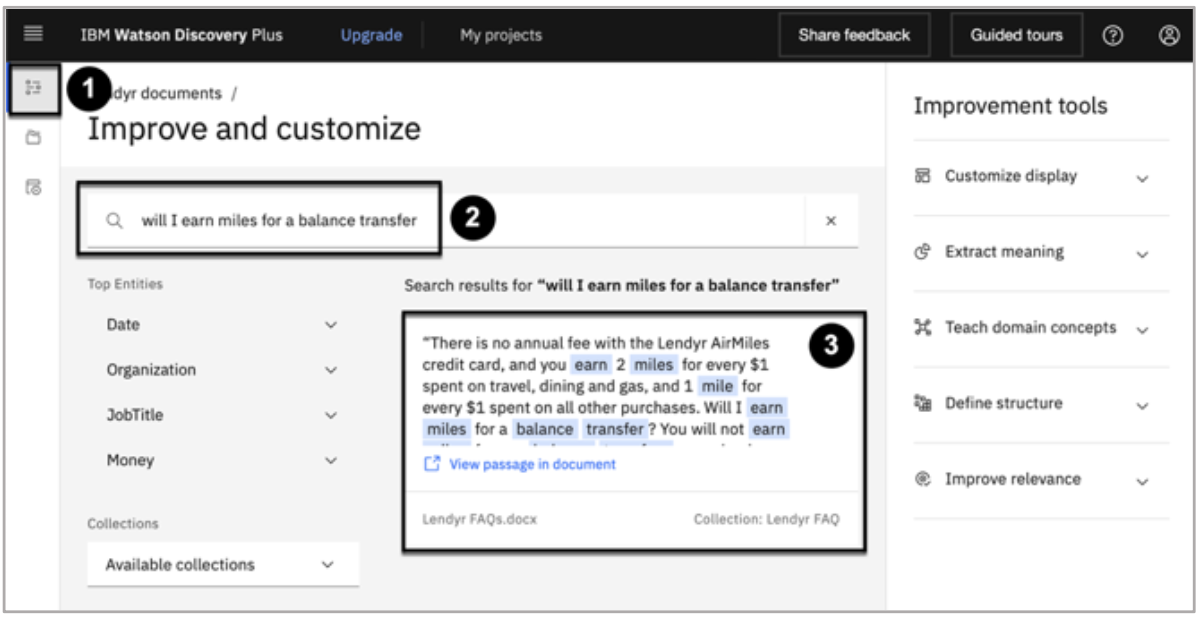 IBM Watson Discovery Plus Upgrade My projects Share feedback Guided tours
1
dyr documents /
Improve and customize
will I earn miles for a balance transfer
2
Top Entities
Date
Organization
JobTitle
Money
Collections
Available collections
Search results for “will I earn miles for a balance transfer”
3
“There is no annual fee with the Lendyr AirMiles
credit card, and you earn 2 miles for every $1
spent on travel, dining and gas, and 1 mile for
every $1 spent on all other purchases. Will I earn
miles for a balance transfer? You will not earn
View passage in document
Lendyr FAQs.docx Collection: Lendyr FAQ
Improvement tools
Customize display
Extract meaning
Teach domain concepts
Define structure
Improve relevance